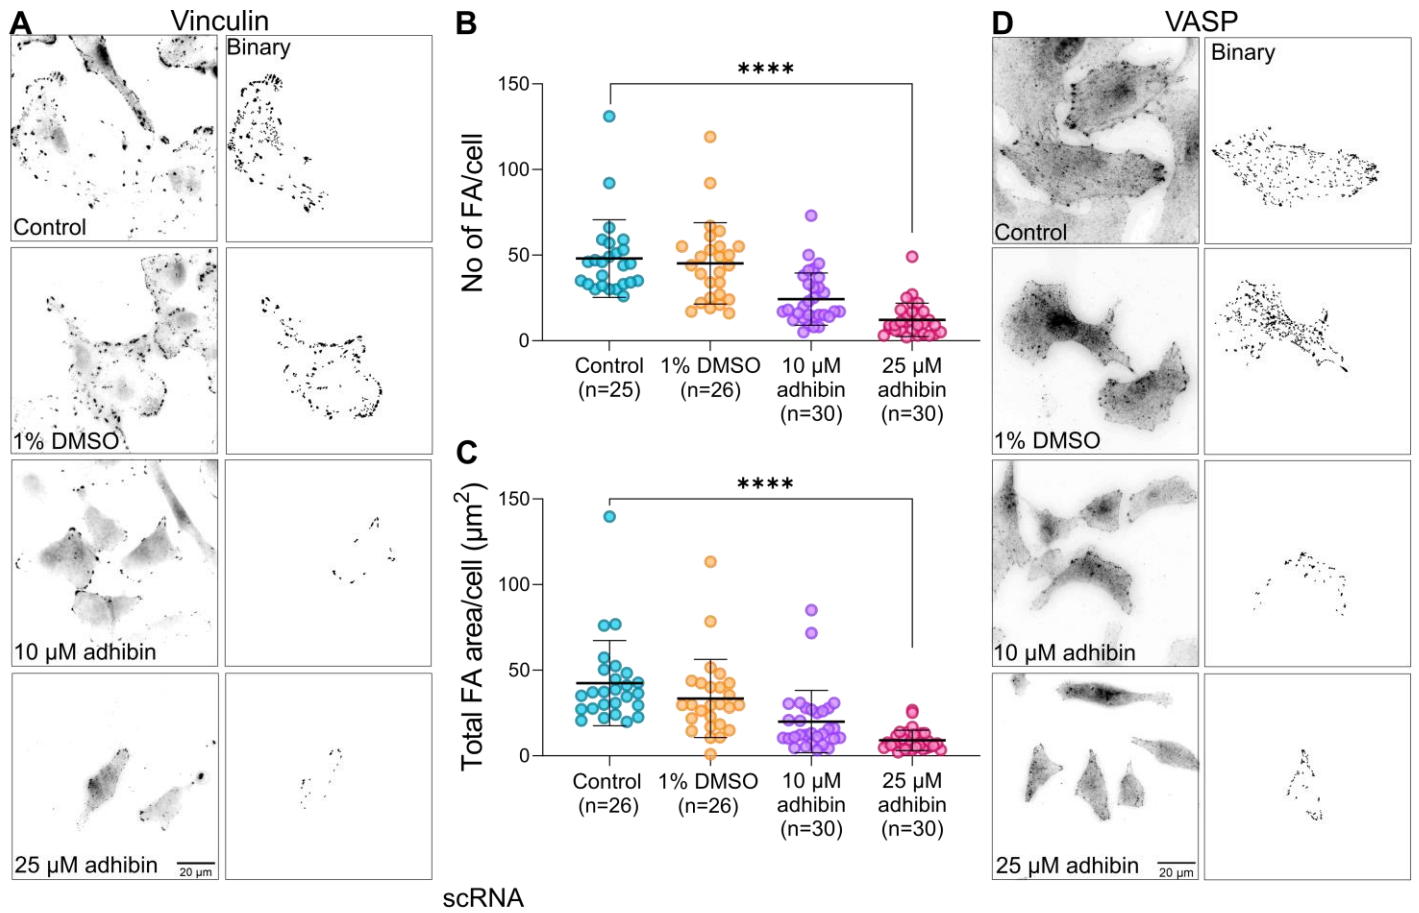 A
Vinculin
Binary
Control
1% DMSO
10 µM adhibin
25 µM adhibin
20 µm
B
No of FA/cell
150
100
50
0
****
Control
(n=25)
1% DMSO
(n=26)
10 µM
adhibin
(n=30)
25 µM
adhibin
(n=30)
C
Total FA area/cell (µm²)
150
100
50
0
****
Control
(n=26)
1% DMSO
(n=26)
10 µM
adhibin
(n=30)
25 µM
adhibin
(n=30)
D
VASP
Binary
Control
1% DMSO
10 µM adhibin
25 µM adhibin
20 µm
scRNA